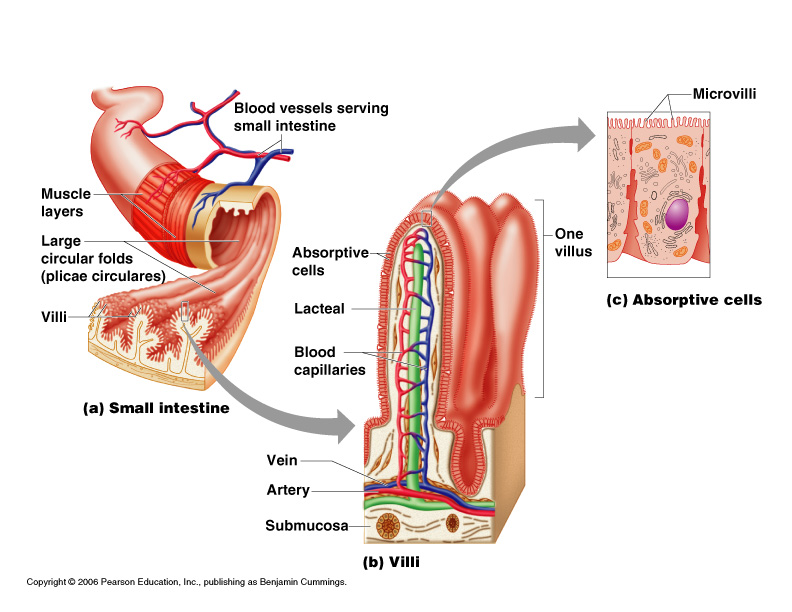 Blood vessels serving
small intestine
Muscle
layers
Large
circular folds
(plicae circulares)
Villi
(a) Small intestine
Absorptive
cells
Lacteal
Blood
capillaries
Vein
Artery
Submucosa
(b) Villi
One
villus
Microvilli
(c) Absorptive cells
Copyright © 2006 Pearson Education, Inc., publishing as Benjamin Cummings.